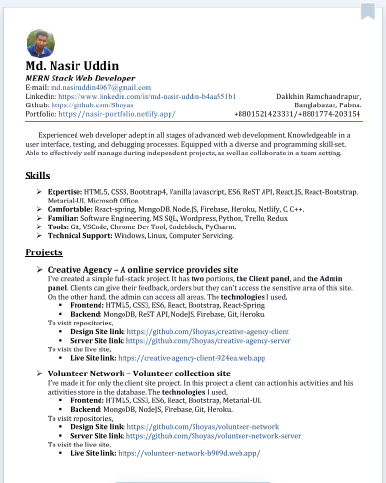 Md. Nasir Uddin
MERN Stack Web Developer
E-mail: md.nasiruddin4067@gmail.com
Linkedin: https://www.linkedin.com/in/md-nasir-uddin-b4aa551b1 Dakhin Ramchandrapur,
Github: https://github.com/Shoyas Banglabazar, Pabna.
Portfolio: https://nasir-portfolio.netlify.app/ +8801521423331/+8801774-203154
Experienced web developer adept in all stages of advanced web development. Knowledgeable in a
user interface, testing, and debugging processes. Equipped with a diverse and programming skill-set.
Able to effectively self manage during independent projects, as well as collaborate in a team setting.
Skills
➤ Expertise: HTML5, CSS3, Bootstrap4, Vanilla Javascript, ES6, ReST API, React.JS, React-Bootstrap.
Metarial-UI, Microsoft Office.
➤ Comfortable: React-spring, MongoDB, Node.JS, Firebase, Heroku, Netlify, C, C++.
➤ Familiar: Software Engineering, MS SQL, Wordpress, Python, Trello, Redux.
➤ Tools: Git, VSCode, Chrome Dev Tool, Codeblock, PyCharm.
➤ Technical Support: Windows, Linux, Computer Servicing.
Projects
➤ Creative Agency – A online service provides site
I've created a simple full-stack project. It has two portions, the Client panel, and the Admin
panel. Clients can give their feedback, orders but they can't access the sensitive area of this site.
On the other hand, the admin can access all areas. The technologies I used,
▪ Frontend: HTML5, CSS3, ES6, React, Bootstrap, React-Spring.
▪ Backend: MongoDB, ReST API, NodeJS, Firebase, Git, Heroku.
To visit repositories,
▪ Design Site link: https://github.com/Shoyas/creative-agency-client
▪ Server Site link: https://github.com/Shoyas/creative-agency-server
To visit the live site,
▪ Live Site link: https://creative-agency-client-924ea.web.app
➤ Volunteer Network – Volunteer collection site
I've made it for only the client site project. In this project a client can action his activities and his
activities store in the database. The technologies I used,
▪ Frontend: HTML5, CSS3, ES6, React, Bootstrap, Metarial-UI.
▪ Backend: MongoDB, NodeJS, Firebase, Git, Heroku.
To visit repositories,
▪ Design Site link: https://github.com/Shoyas/volunteer-network
▪ Server Site link: https://github.com/Shoyas/volunteer-network-server
To visit the live site,
▪ Live Site link: https://volunteer-network-b909d.web.app/